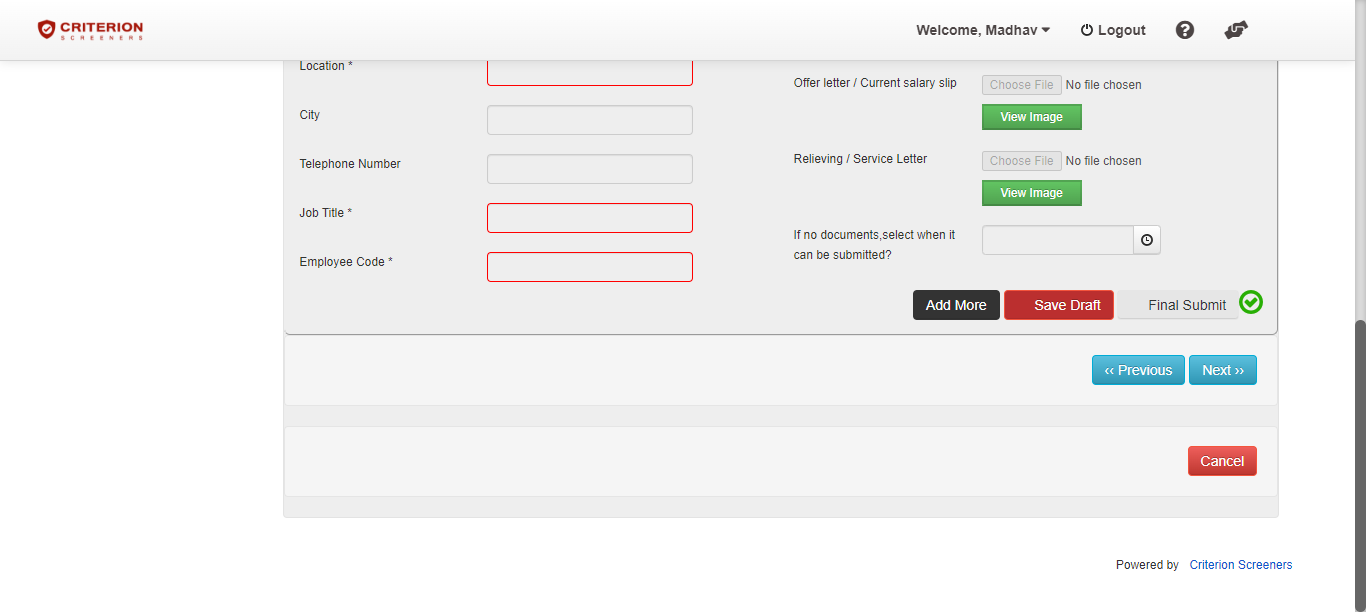 CRITERION
SCREENERS
Welcome, Madhav
Logout
Location *
City
Telephone Number
Job Title *
Employee Code *
Offer letter / Current salary slip
Choose File No file chosen
View Image
Relieving / Service Letter
Choose File No file chosen
View Image
If no documents,select when it
can be submitted?
Add More
Save Draft
Final Submit
‹‹ Previous
Next ››
Cancel
Powered by Criterion Screeners